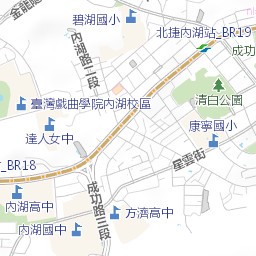 金龍路
碧湖國小
北捷內湖站_BR19
內湖路二段
成功
清白公園
臺灣戲曲學院內湖校區
康寧國小
達人女中
星雲街
_BR18
成功路三段
內湖高中
方濟高中
內湖國中